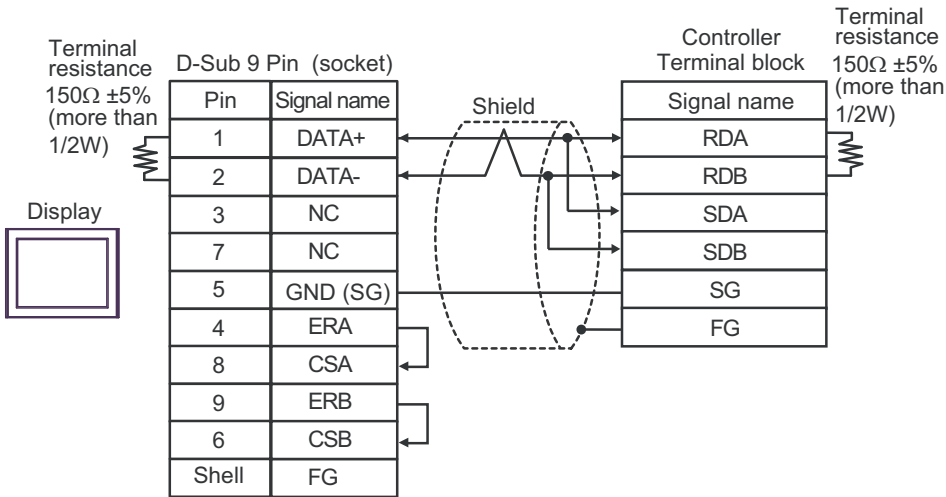 Terminal
resistance
150Ω ±5%
(more than
1/2W)
D-Sub 9 Pin (socket)
Pin Signal name
1 DATA+
2 DATA-
3 NC
7 NC
5 GND (SG)
4 ERA
8 CSA
9 ERB
6 CSB
Shell FG
Display
Shield
Controller
Terminal block
Signal name
RDA
RDB
SDA
SDB
SG
FG
Terminal
resistance
150Ω ±5%
(more than
1/2W)